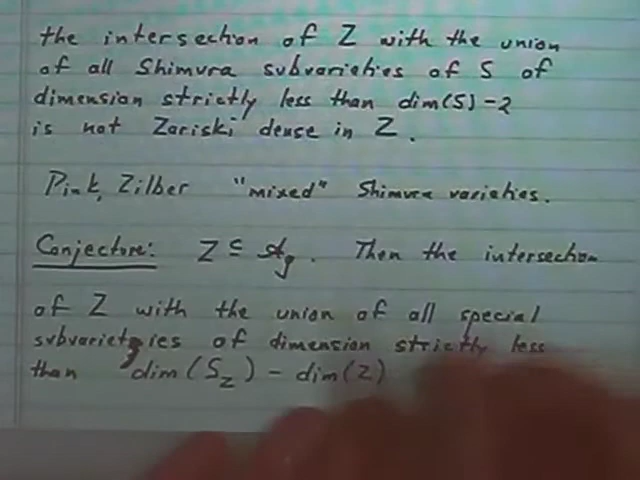 the intersection of Z with the union
of all Shimura subvarieties of S of
dimension strictly less than dim(S) - 2
is not Zariski dense in Z.
Pink, Zilber "mixed" Shimura varieties.
Conjecture: Z ⊆ 𝒜g. Then the intersection
of Z with the union of all special
subvarieties of dimension strictly less
than dim(S_Z) - dim(Z)